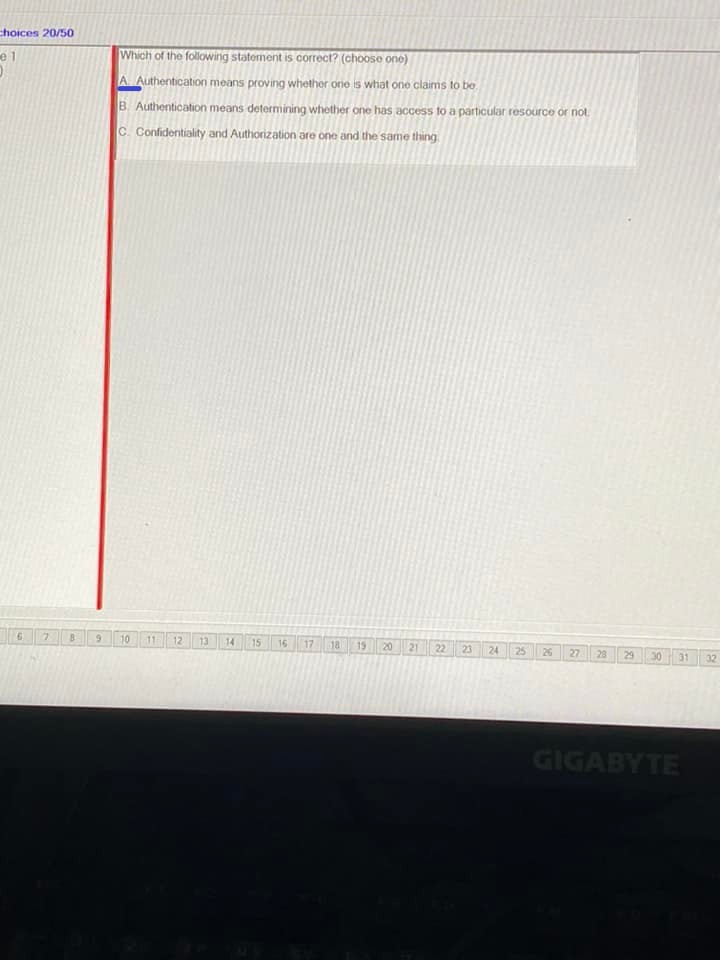 choices 20/50
e 1
)
Which of the following statement is correct? (choose one)
A. Authentication means proving whether one is what one claims to be.
B. Authentication means determining whether one has access to a particular resource or not.
C. Confidentiality and Authorization are one and the same thing.
6 7 8 9 10 11 12 13 14 15 16 17 18 19 20 21 22 23 24 25 26 27 28 29 30 31 32
GIGABYTE